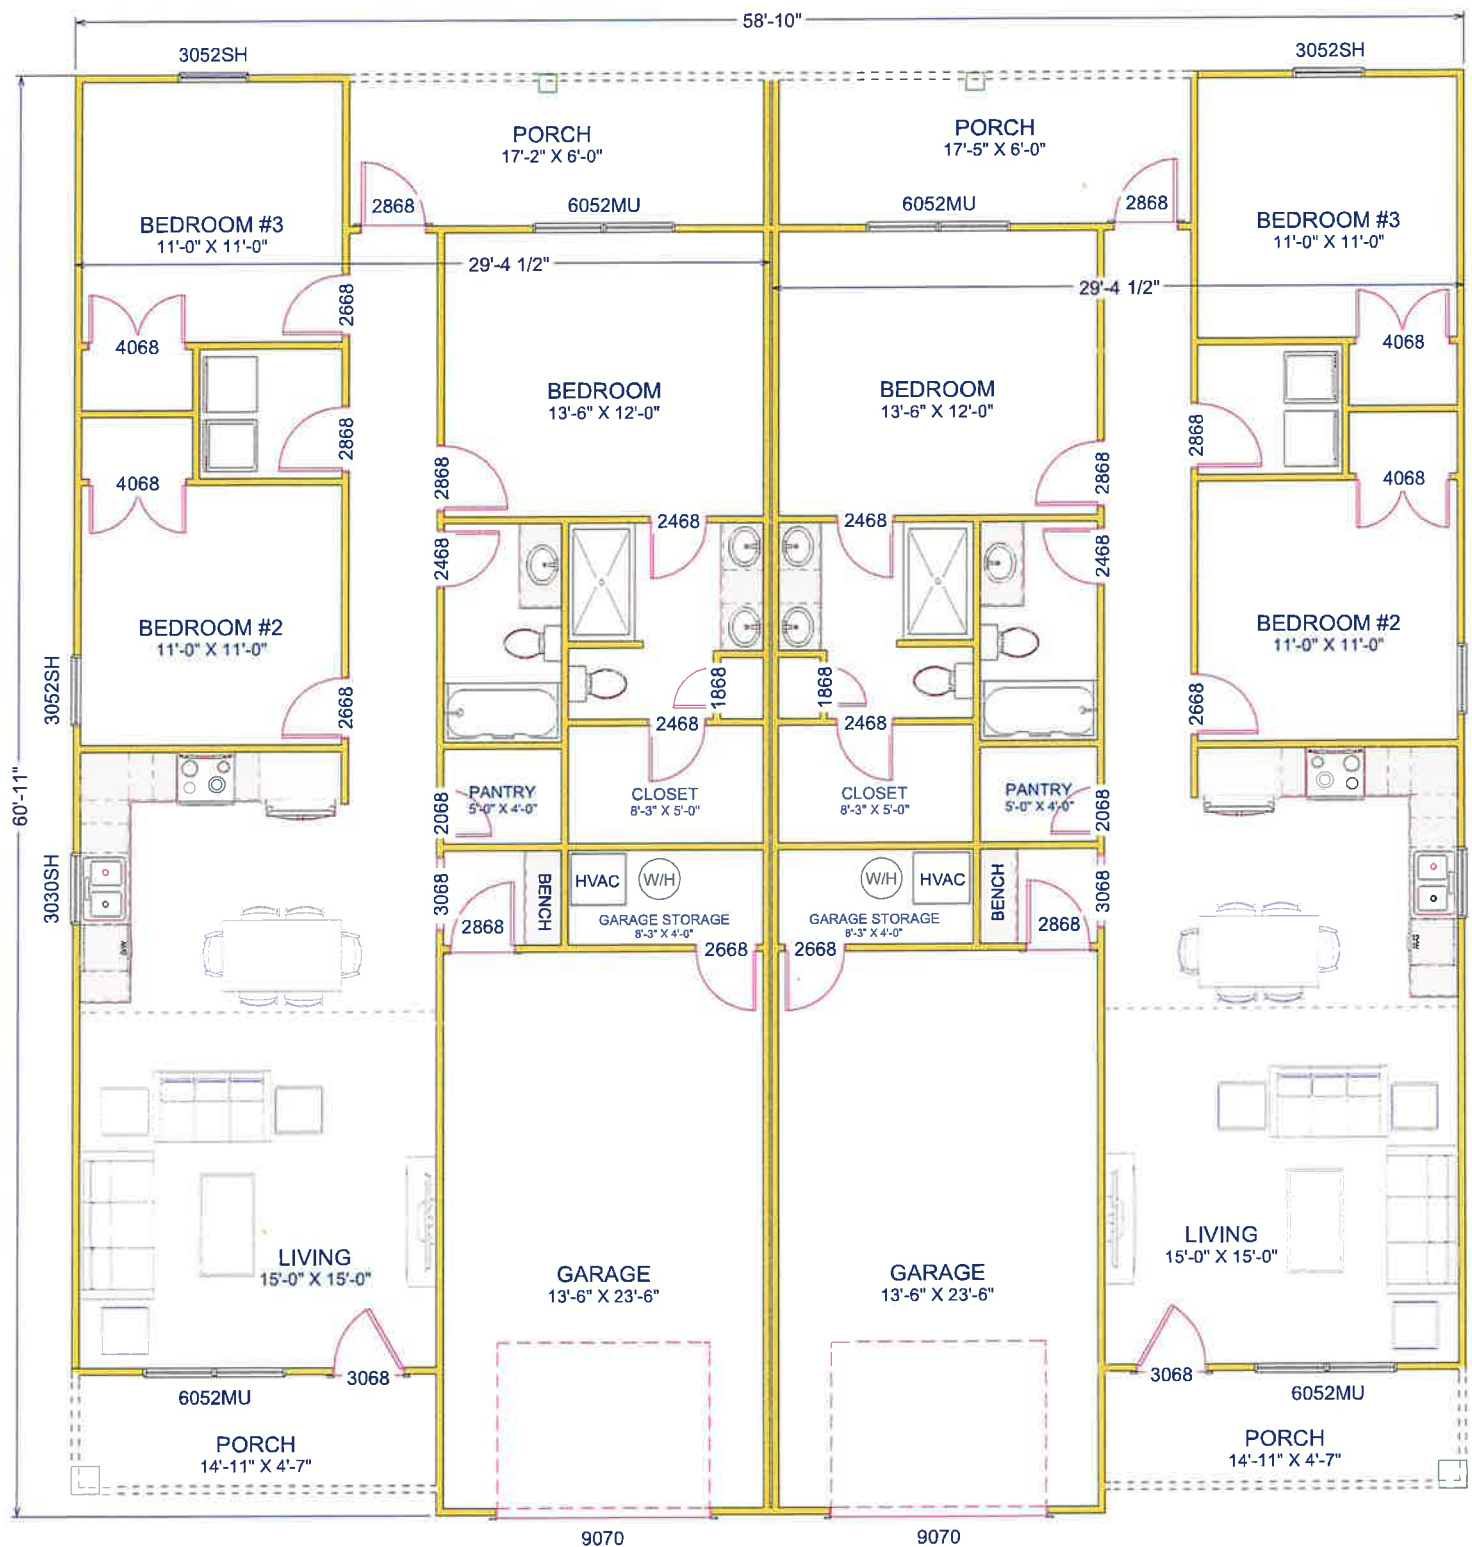 58'-10"
3052SH
3052SH
PORCH
17'-2" X 6'-0"
PORCH
17'-5" X 6'-0"
2868
6052MU
6052MU
2868
BEDROOM #3
11'-0" X 11'-0"
BEDROOM #3
11'-0" X 11'-0"
29'-4 1/2"
29'-4 1/2"
2668
4068
4068
BEDROOM
13'-6" X 12'-0"
BEDROOM
13'-6" X 12'-0"
2868
2868
4068
2868
2868
4068
2468
2468
2468
2468
BEDROOM #2
11'-0" X 11'-0"
BEDROOM #2
11'-0" X 11'-0"
3052SH
2668
1868
1868
2668
2468
2468
60'-11"
PANTRY
5'-0" X 4'-0"
CLOSET
8'-3" X 5'-0"
CLOSET
8'-3" X 5'-0"
PANTRY
5'-0" X 4'-0"
2068
2068
3030SH
3068
BENCH
HVAC
W/H
W/H
HVAC
BENCH
3068
GARAGE STORAGE
8'-3" X 4'-0"
GARAGE STORAGE
8'-3" X 4'-0"
2868
2868
D/W
2668
2668
LIVING
15'-0" X 15'-0"
GARAGE
13'-6" X 23'-6"
GARAGE
13'-6" X 23'-6"
LIVING
15'-0" X 15'-0"
3068
3068
6052MU
6052MU
PORCH
14'-11" X 4'-7"
PORCH
14'-11" X 4'-7"
9070
9070